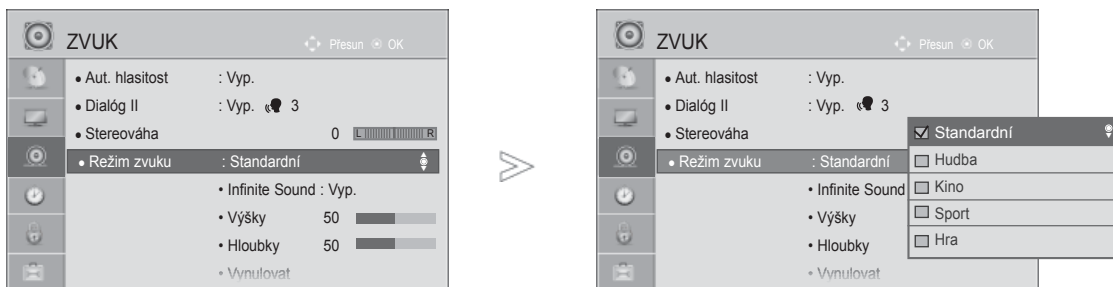 ZVUK
Přesun OK
Aut. hlasitost : Vyp.
Dialóg II : Vyp. 3
Stereováha 0 L R
Režim zvuku : Standardní
Infinite Sound : Vyp.
Výšky 50
Hloubky 50
Vynulovat
ZVUK
Přesun OK
Aut. hlasitost : Vyp.
Dialóg II : Vyp. 3
Stereováha
Režim zvuku : Standardní
Infinite Sound
Výšky
Hloubky
Vynulovat
Standardní
Hudba
Kino
Sport
Hra